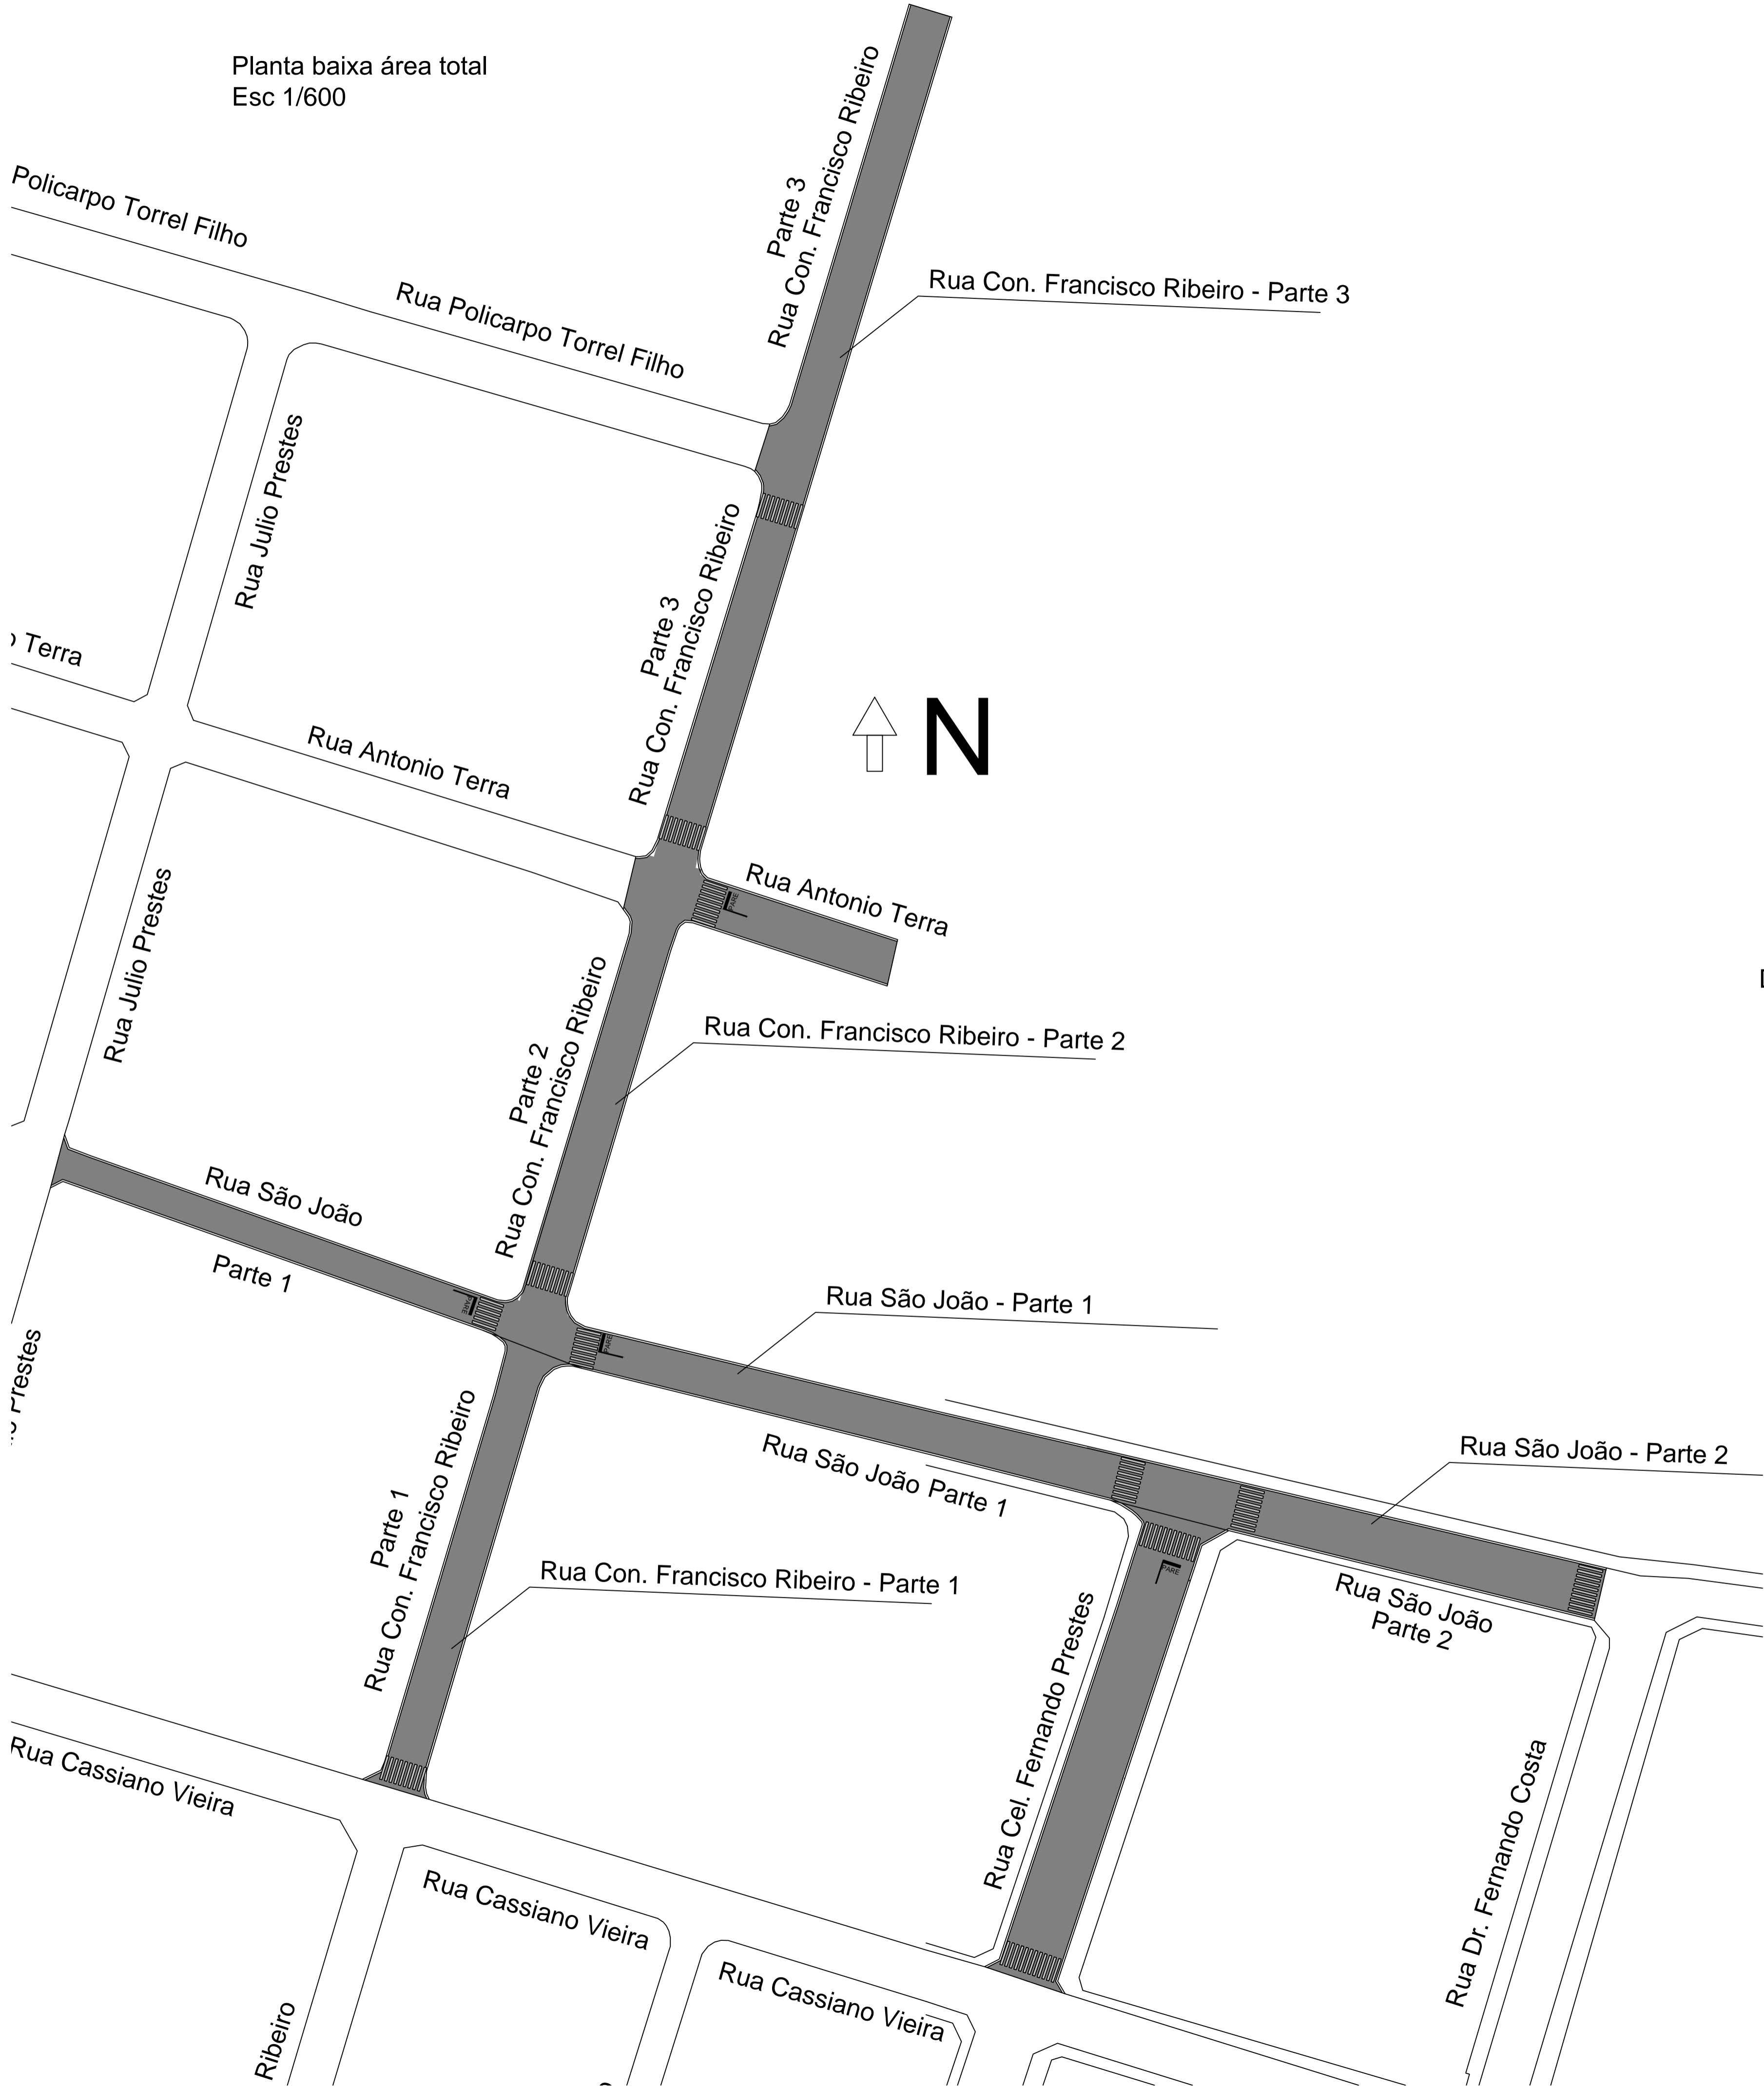 Planta baixa área total
Esc 1/600
Policarpo Torrel Filho
Rua Policarpo Torrel Filho
Parte 3
Rua Con. Francisco Ribeiro
Rua Con. Francisco Ribeiro - Parte 3
Rua Julio Prestes
Parte 3
Rua Con. Francisco Ribeiro
Terra
Rua Antonio Terra
N
Rua Antonio Terra
PARE
Rua Julio Prestes
Parte 2
Rua Con. Francisco Ribeiro
Rua Con. Francisco Ribeiro - Parte 2
Rua São João
Parte 1
PARE
PARE
Rua São João - Parte 1
Prestes
Rua São João Parte 1
Rua São João - Parte 2
Parte 1
Rua Con. Francisco Ribeiro
Rua Con. Francisco Ribeiro - Parte 1
PARE
Rua São João
Parte 2
Rua Cel. Fernando Prestes
Rua Dr. Fernando Costa
Rua Cassiano Vieira
Rua Cassiano Vieira
Rua Cassiano Vieira
Ribeiro